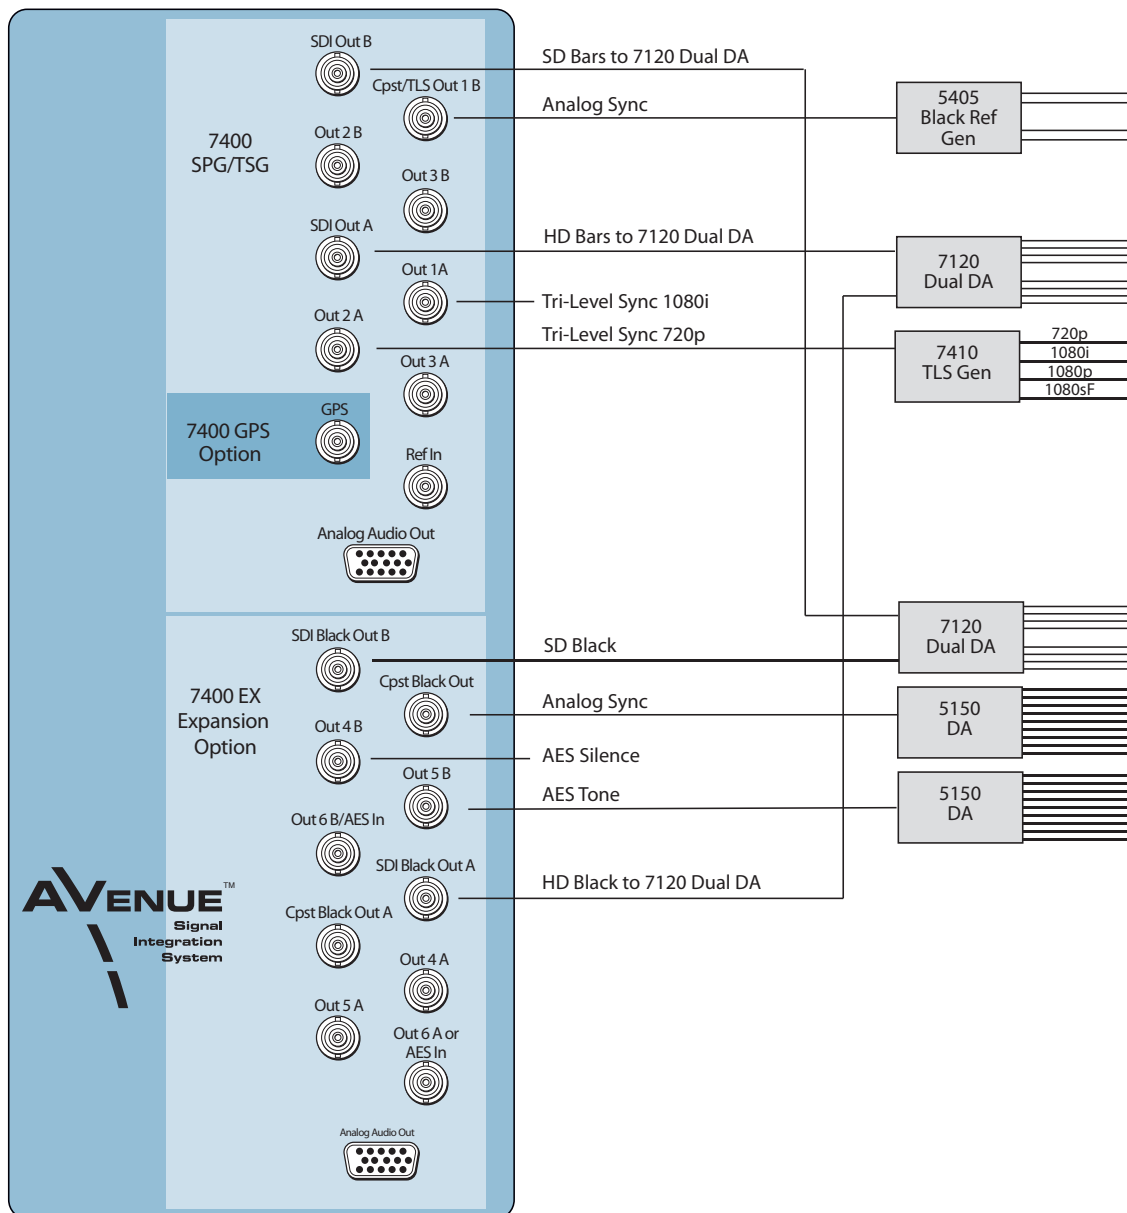 SDI Out B
Cpst/TLS Out 1 B
7400
SPG/TSG
Out 2 B
Out 3 B
SDI Out A
Out 1A
Out 2 A
Out 3 A
7400 GPS
Option
GPS
Ref In
Analog Audio Out
SDI Black Out B
7400 EX
Expansion
Option
Cpst Black Out
Out 4 B
Out 5 B
Out 6 B/AES In
SDI Black Out A
Cpst Black Out A
Out 4 A
Out 5 A
Out 6 A or
AES In
Analog Audio Out
AVENUE™
Signal
Integration
System
SD Bars to 7120 Dual DA
Analog Sync
HD Bars to 7120 Dual DA
Tri-Level Sync 1080i
Tri-Level Sync 720p
SD Black
Analog Sync
AES Silence
AES Tone
HD Black to 7120 Dual DA
5405
Black Ref
Gen
7120
Dual DA
7410
TLS Gen
720p
1080i
1080p
1080sF
7120
Dual DA
5150
DA
5150
DA